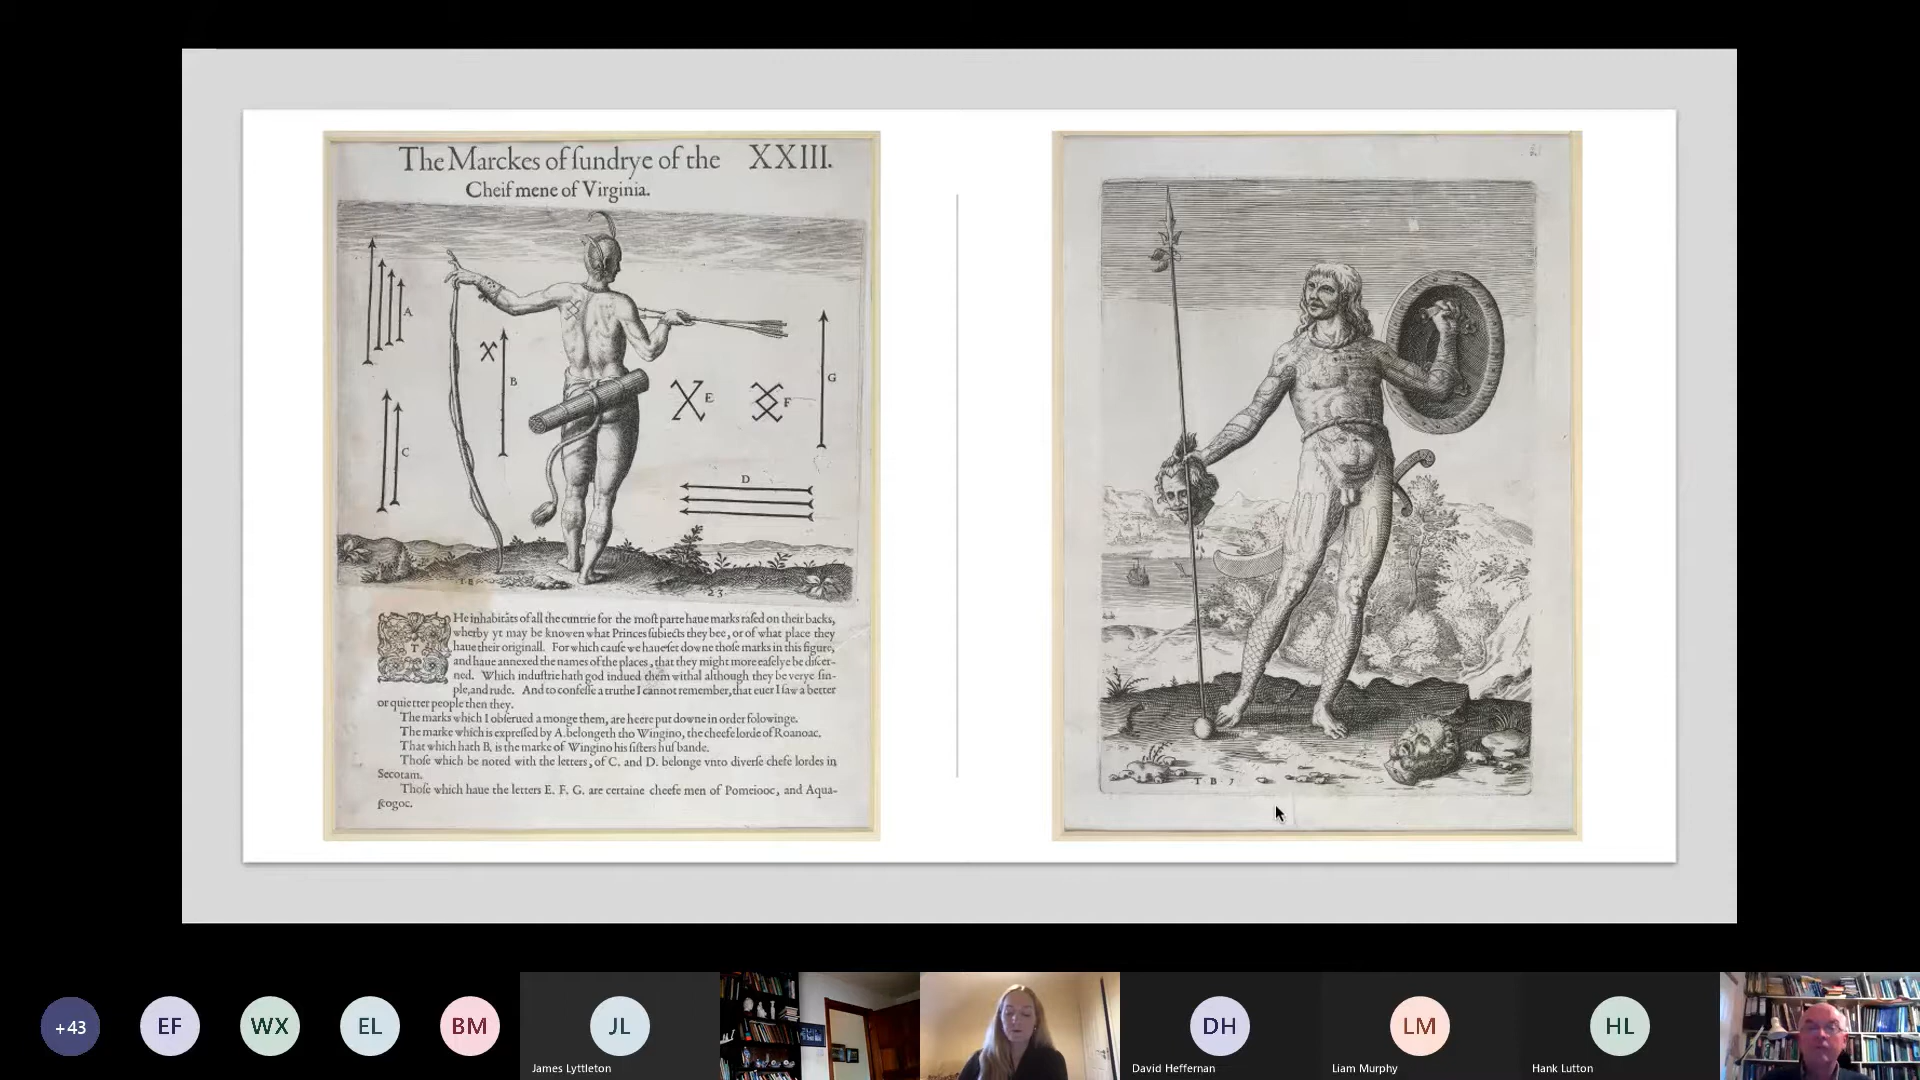 The Marckes of ſundrye of the XXIII.
Cheif mene of Virginia.
A
B
C
D
E
F
G
T B
23
T
He inhabitãts of all the cuntrie for the moſt parte haue marks raſed on their backs,
wherby yt may be knowen what Princes ſubiects they bee, or of what place they
haue their originall. For which cauſe we haue ſet downe thoſe marks in this figure,
and haue annexed the names of the places, that they might more eaſelye be diſcer-
ned. Which induſtrie hath god indued them withal although they be verye ſin-
ple, and rude. And to confeſſe a truthe I cannot remember, that euer I ſaw a better
or quietter people then they.
The marks which I obſerued a monge them, are heere put downe in order folowinge.
The marke which is expreſſed by A. belongeth tho Wingino, the cheefe lorde of Roanoac.
That which hath B. is the marke of Wingino his ſiſters huſbande.
Thoſe which be noted with the letters, of C. and D. belonge vnto diverſe chefe lordes in
Secotam.
Thoſe which haue the letters E. F. G. are certaine cheefe men of Pomeiooc, and Aqua-
ſcogoc.
T B
+43
EF
WX
EL
BM
JL
James Lyttleton
DH
David Heffernan
LM
Liam Murphy
HL
Hank Lutton